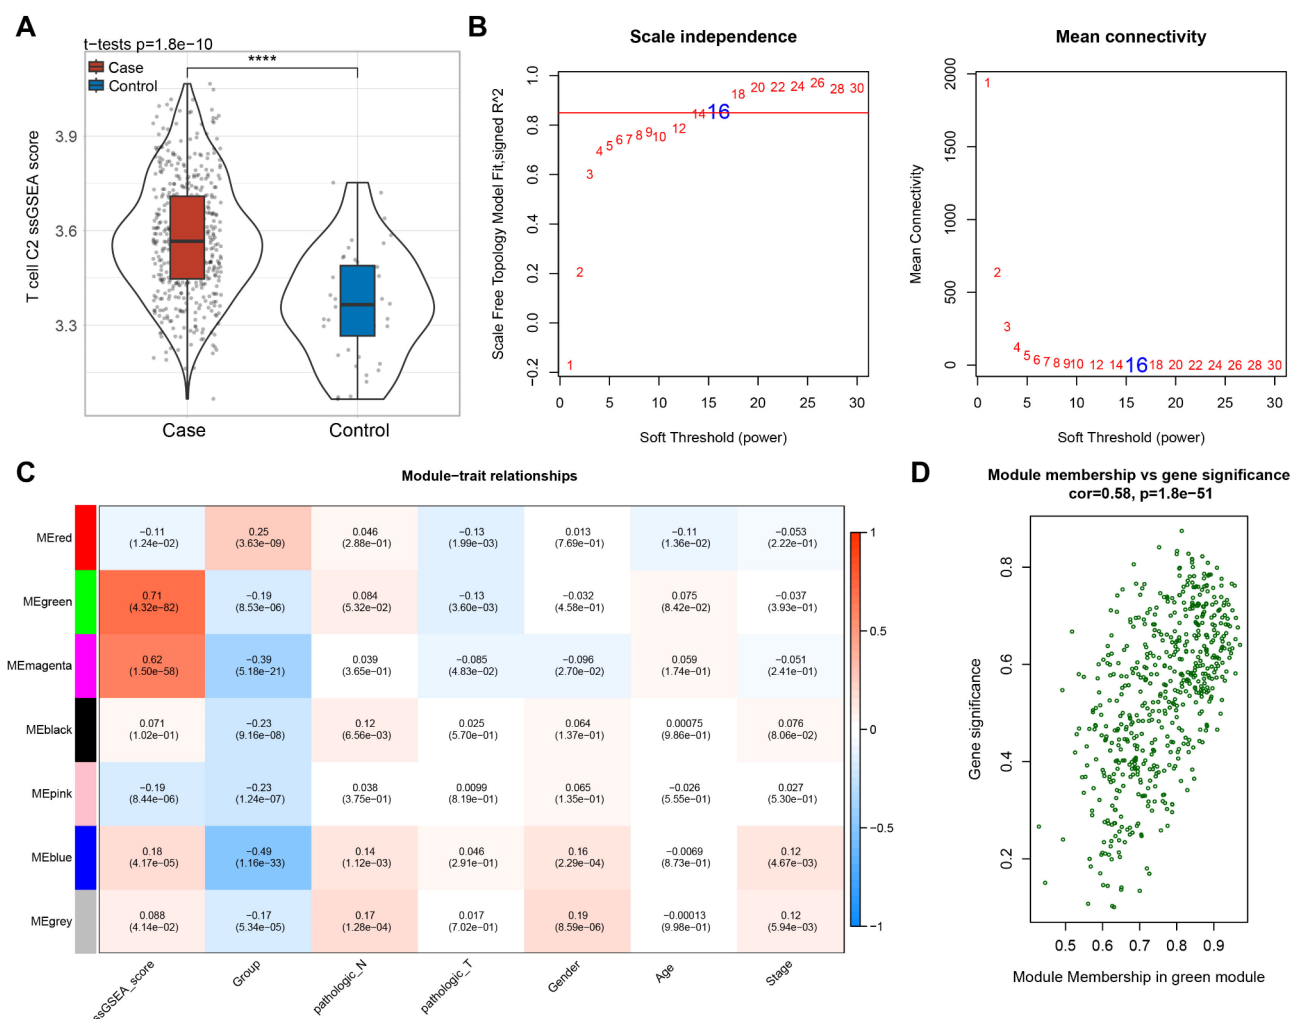 A
t-tests p=1.8e-10
Case
Control
****
T cell C2 ssGSEA score
3.9
3.6
3.3
Case
Control
B
Scale independence
Scale Free Topology Model Fit,signed R^2
1.0
0.8
0.6
0.4
0.2
0.0
−0.2
1
2
3
4
5
6
7
8
9
10
12
14
16
18
20
22
24
26
28
30
0 5 10 15 20 25 30
Soft Threshold (power)
Mean connectivity
Mean Connectivity
2000
1500
1000
500
0
1
2
3
4
5
6
7
8
9
10
12
14
16
18
20
22
24
26
28
30
0 5 10 15 20 25 30
Soft Threshold (power)
C
Module−trait relationships
MEred −0.11 0.25 0.046 −0.13 0.013 −0.11 −0.053
(1.24e−02) (3.63e−09) (2.88e−01) (1.99e−03) (7.69e−01) (1.36e−02) (2.22e−01)
MEgreen 0.71 −0.19 0.084 −0.13 −0.032 0.075 −0.037
(4.32e−82) (8.53e−06) (5.32e−02) (3.60e−03) (4.58e−01) (8.42e−02) (3.93e−01)
MEmagenta 0.62 −0.39 0.039 −0.085 −0.096 0.059 −0.051
(1.50e−58) (5.18e−21) (3.65e−01) (4.83e−02) (2.70e−02) (1.74e−01) (2.41e−01)
MEblack 0.071 −0.23 0.12 0.025 0.064 0.00075 0.076
(1.02e−01) (9.16e−08) (6.56e−03) (5.70e−01) (1.37e−01) (9.86e−01) (8.06e−02)
MEpink −0.19 −0.23 0.038 0.0099 0.065 −0.026 0.027
(8.44e−06) (1.24e−07) (3.75e−01) (8.19e−01) (1.35e−01) (5.55e−01) (5.30e−01)
MEblue 0.18 −0.49 0.14 0.046 0.16 −0.0069 0.12
(4.17e−05) (1.16e−33) (1.12e−03) (2.91e−01) (2.29e−04) (8.73e−01) (4.67e−03)
MEgrey 0.088 −0.17 0.17 0.017 0.19 −0.00013 0.12
(4.14e−02) (5.34e−05) (1.28e−04) (7.02e−01) (8.59e−06) (9.98e−01) (5.94e−03)
ssGSEA_score Group pathologic_N pathologic_T Gender Age Stage
1
0.5
0
−0.5
−1
D
Module membership vs gene significance
cor=0.58, p=1.8e−51
Gene significance
0.8
0.6
0.4
0.2
0.5 0.6 0.7 0.8 0.9
Module Membership in green module